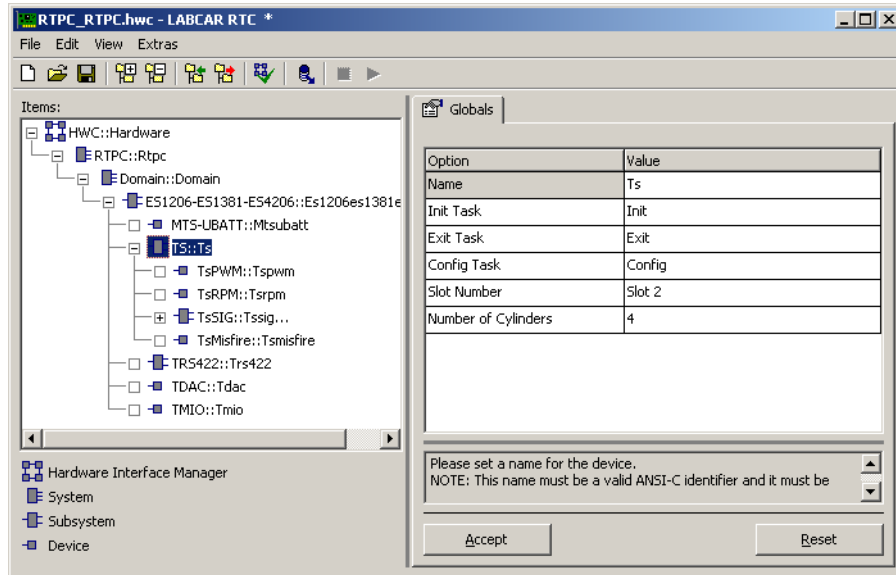 RTPC_RTPC.hwc - LABCAR RTC *
File Edit View Extras
Items:
HWC::Hardware
RTPC::Rtpc
Domain::Domain
ES1206-ES1381-ES4206::Es1206es1381e
MTS-UBATT::Mtsubatt
TS::Ts
TsPWM::Tspwm
TsRPM::Tsrpm
TsSIG::Tssig...
TsMisfire::Tsmisfire
TRS422::Trs422
TDAC::Tdac
TMIO::Tmio
Hardware Interface Manager
System
Subsystem
Device
Globals
Option Value
Name Ts
Init Task Init
Exit Task Exit
Config Task Config
Slot Number Slot 2
Number of Cylinders 4
Please set a name for the device.
NOTE: This name must be a valid ANSI-C identifier and it must be
Accept Reset